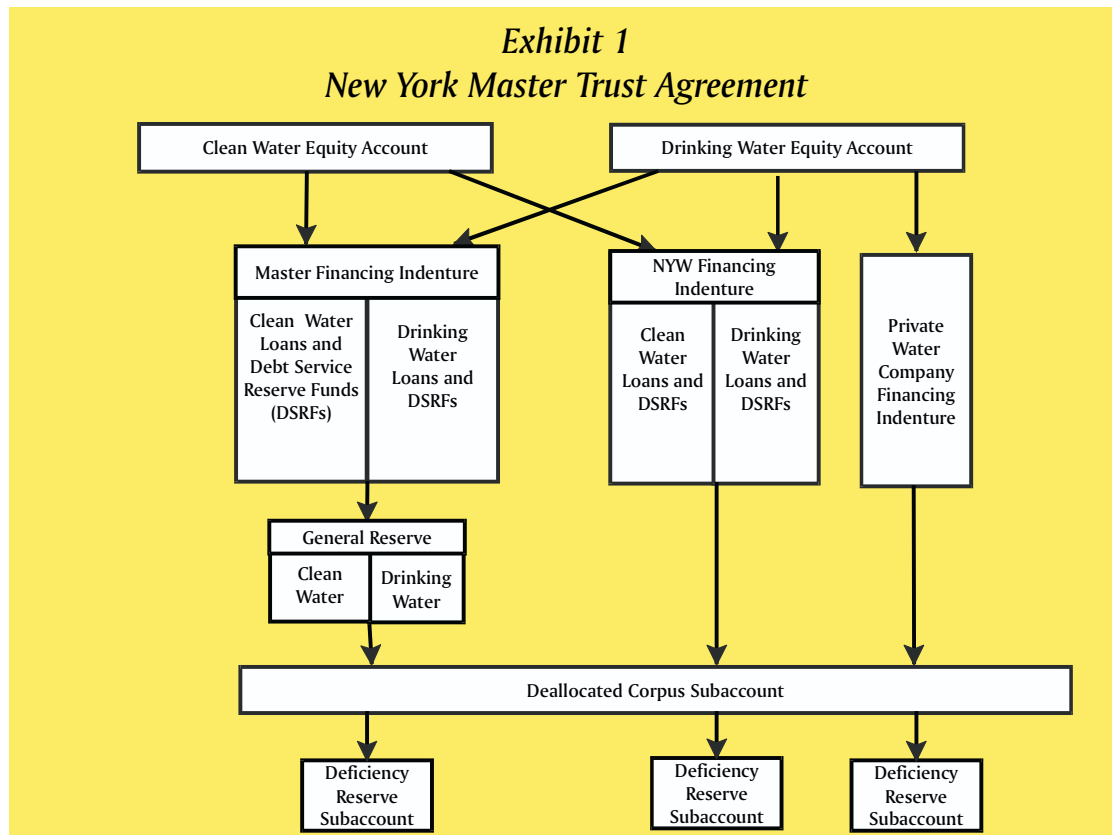 Exhibit 1
New York Master Trust Agreement
Clean Water Equity Account
Drinking Water Equity Account
Master Financing Indenture
Clean Water
Loans and
Debt Service
Reserve Funds
(DSRFs)
Drinking
Water
Loans and
DSRFs
NYW Financing
Indenture
Clean
Water
Loans and
DSRFs
Drinking
Water
Loans and
DSRFs
Private
Water
Company
Financing
Indenture
General Reserve
Clean
Water
Drinking
Water
Deallocated Corpus Subaccount
Deficiency
Reserve
Subaccount
Deficiency
Reserve
Subaccount
Deficiency
Reserve
Subaccount